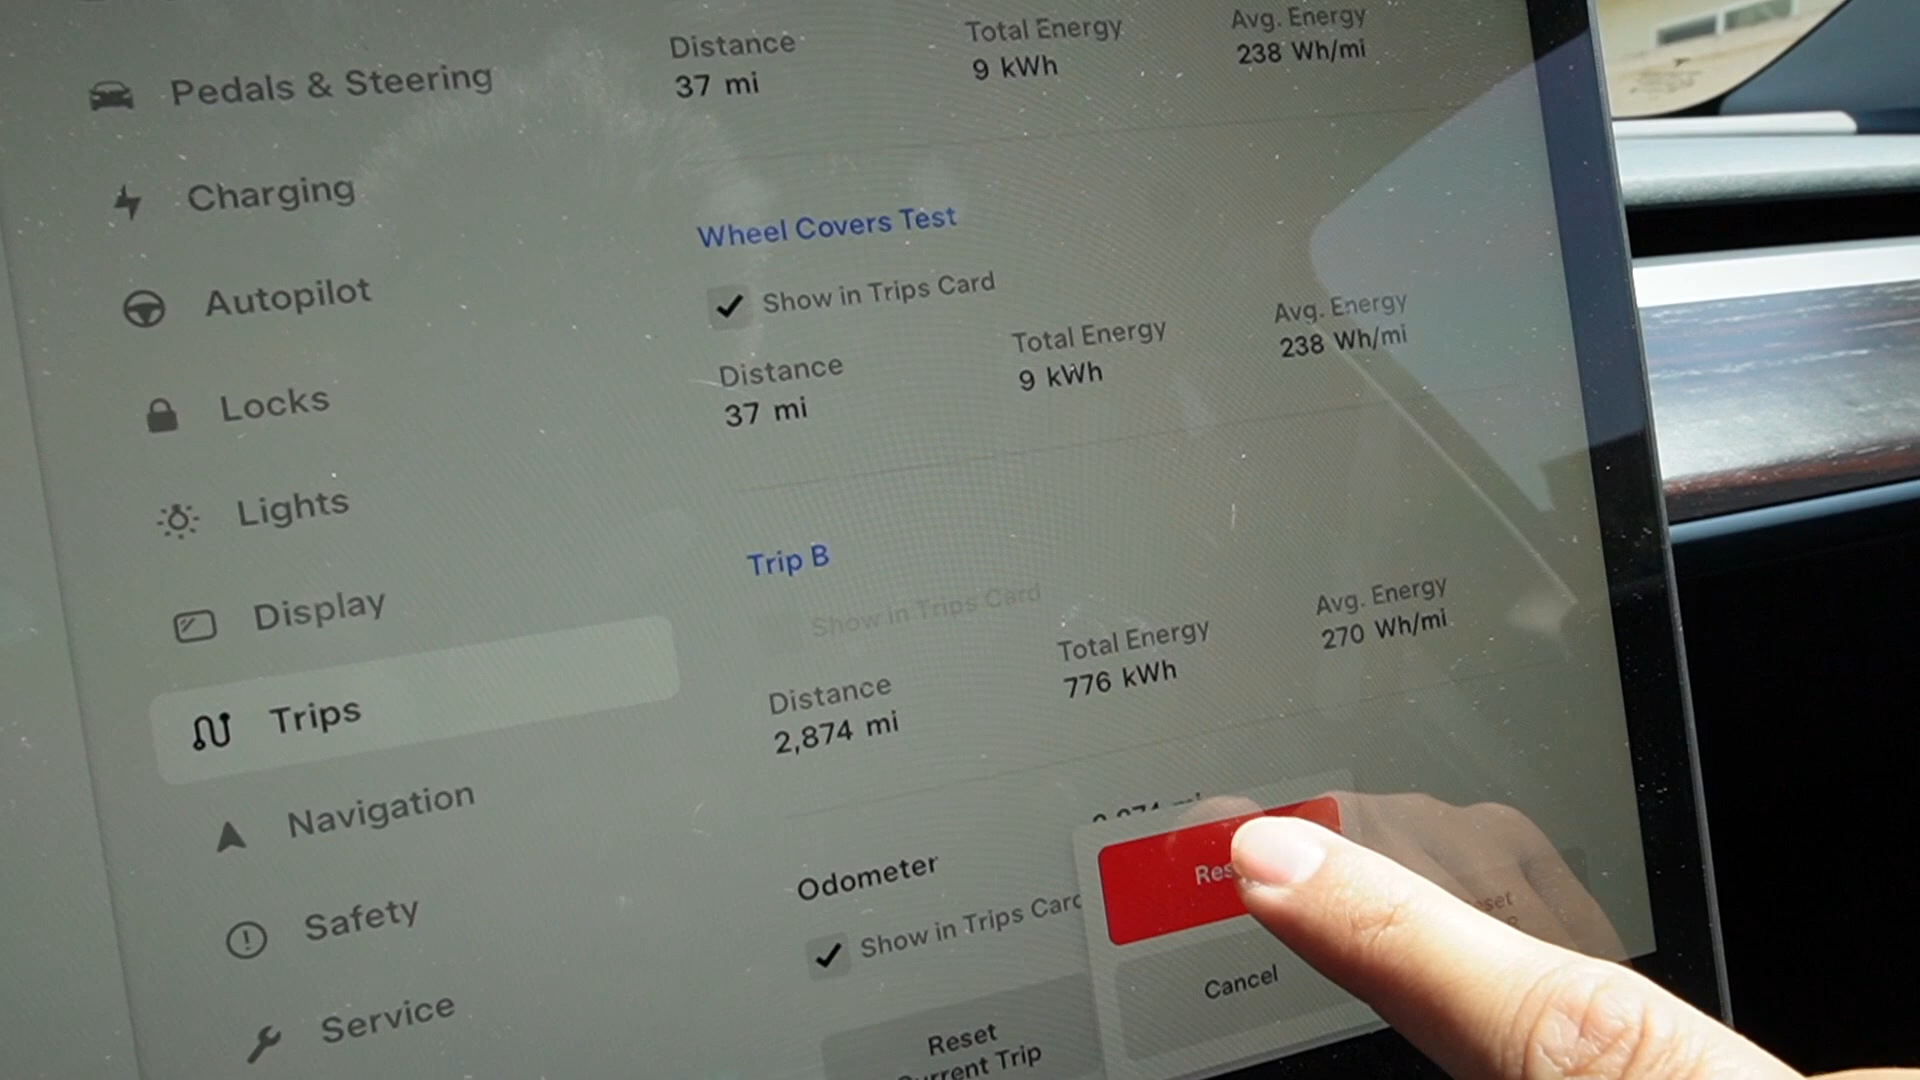 Pedals & Steering
Charging
Autopilot
Locks
Lights
Display
Trips
Navigation
Safety
Service
Distance
37 mi
Total Energy
9 kWh
Avg. Energy
238 Wh/mi
Wheel Covers Test
Show in Trips Card
Distance
37 mi
Total Energy
9 kWh
Avg. Energy
238 Wh/mi
Trip B
Show in Trips Card
Distance
2,874 mi
Total Energy
776 kWh
Avg. Energy
270 Wh/mi
Odometer
Show in Trips Card
Cancel
Reset